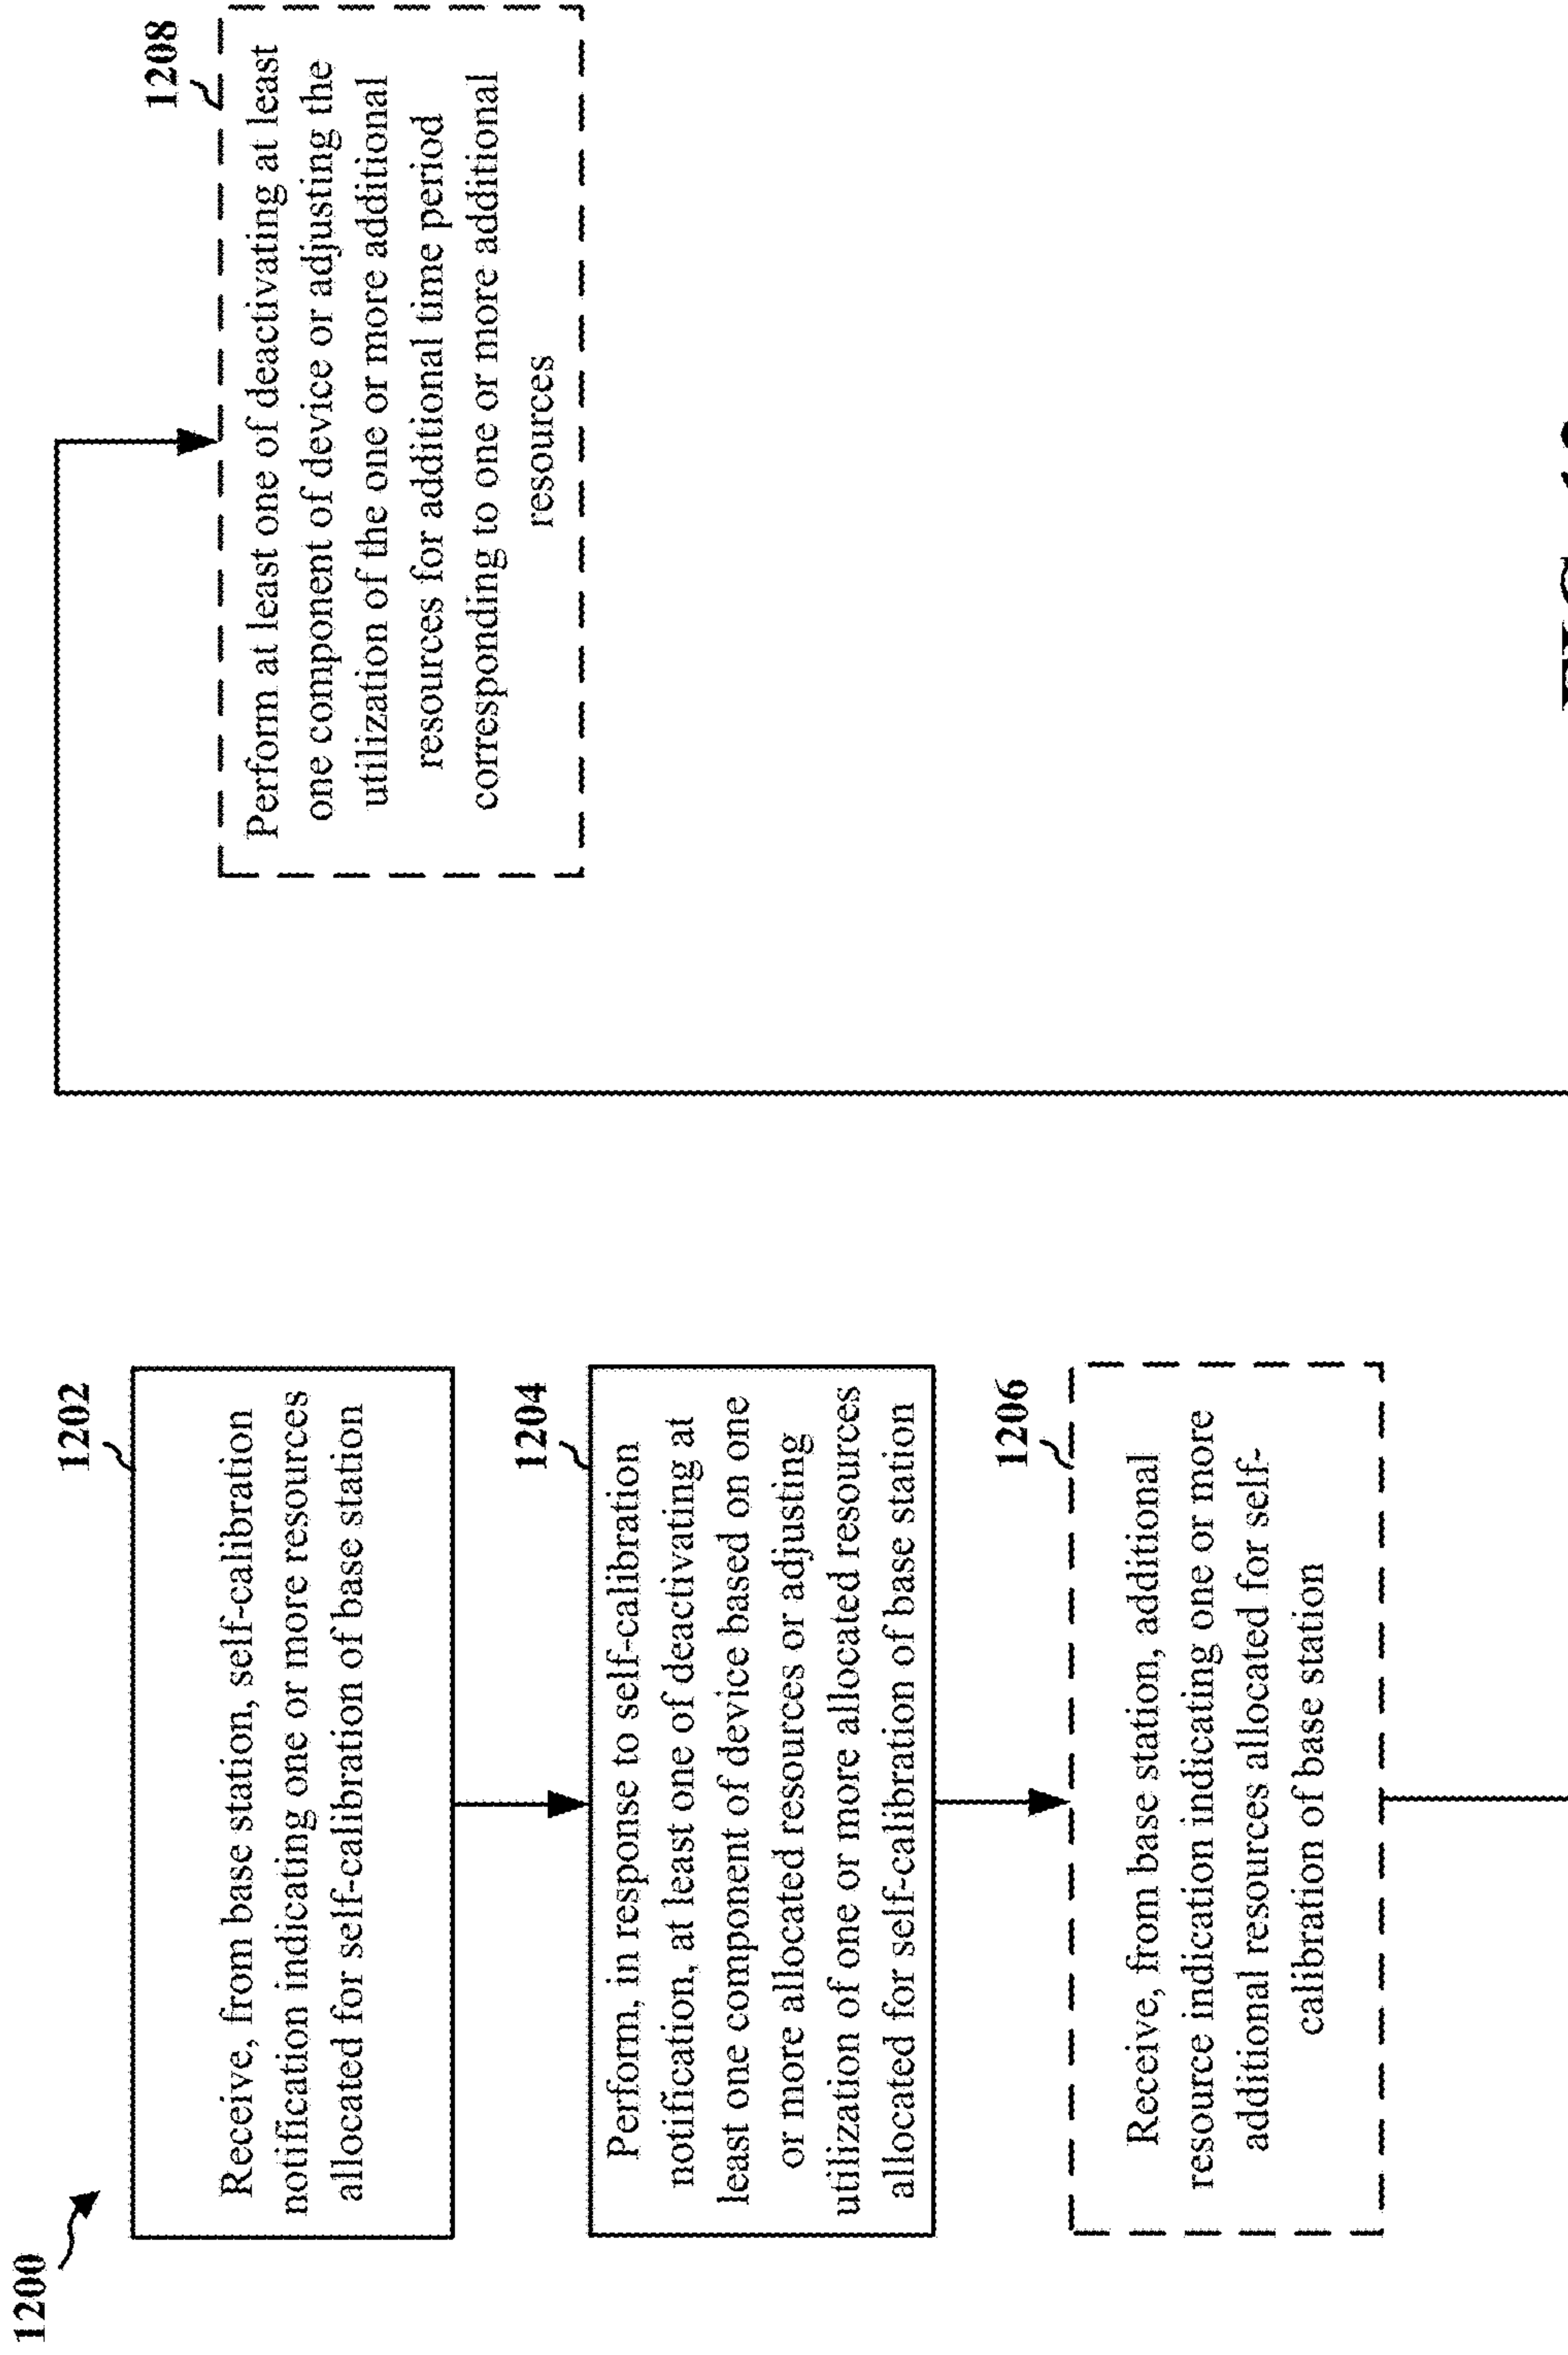 1200
1202
Receive, from base station, self-calibration
notification indicating one or more resources
allocated for self-calibration of base station
1204
Perform, in response to self-calibration
notification, at least one of deactivating at
least one component of device based on one
or more allocated resources or adjusting
utilization of one or more allocated resources
allocated for self-calibration of base station
1206
Receive, from base station, additional
resource indication indicating one or more
additional resources allocated for self-
calibration of base station
1208
Perform at least one of deactivating at least
one component of device or adjusting the
utilization of the one or more additional
resources for additional time period
corresponding to one or more additional
resources